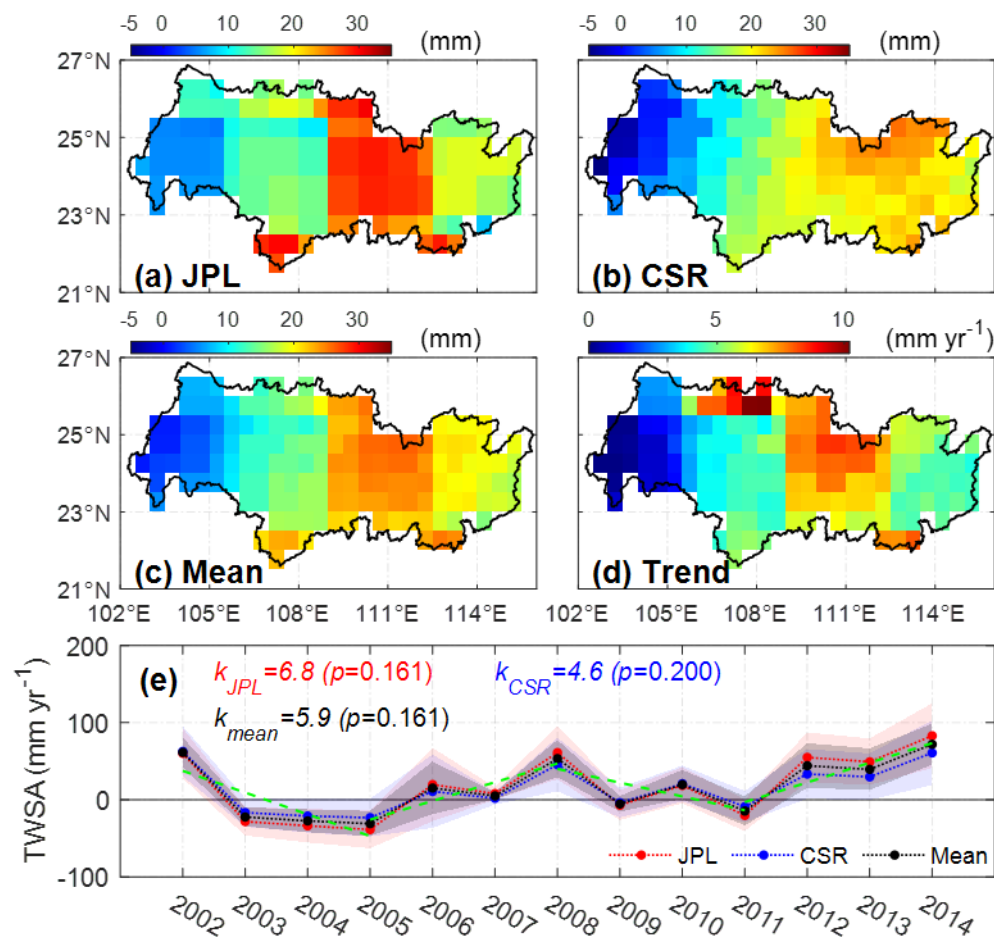 -5 0 10 20 30 (mm) -5 0 10 20 30 (mm)
27°N
25°N
23°N
21°N
(a) JPL (b) CSR
-5 0 10 20 30 (mm) 0 5 10 (mm yr-1)
27°N
25°N
23°N
21°N
(c) Mean (d) Trend
102°E 105°E 108°E 111°E 114°E 102°E 105°E 108°E 111°E 114°E
TWSA (mm yr-1)
200
100
0
-100
(e) kJPL=6.8 (p=0.161) kCSR=4.6 (p=0.200)
kmean=5.9 (p=0.161)
JPL CSR Mean
2002 2003 2004 2005 2006 2007 2008 2009 2010 2011 2012 2013 2014